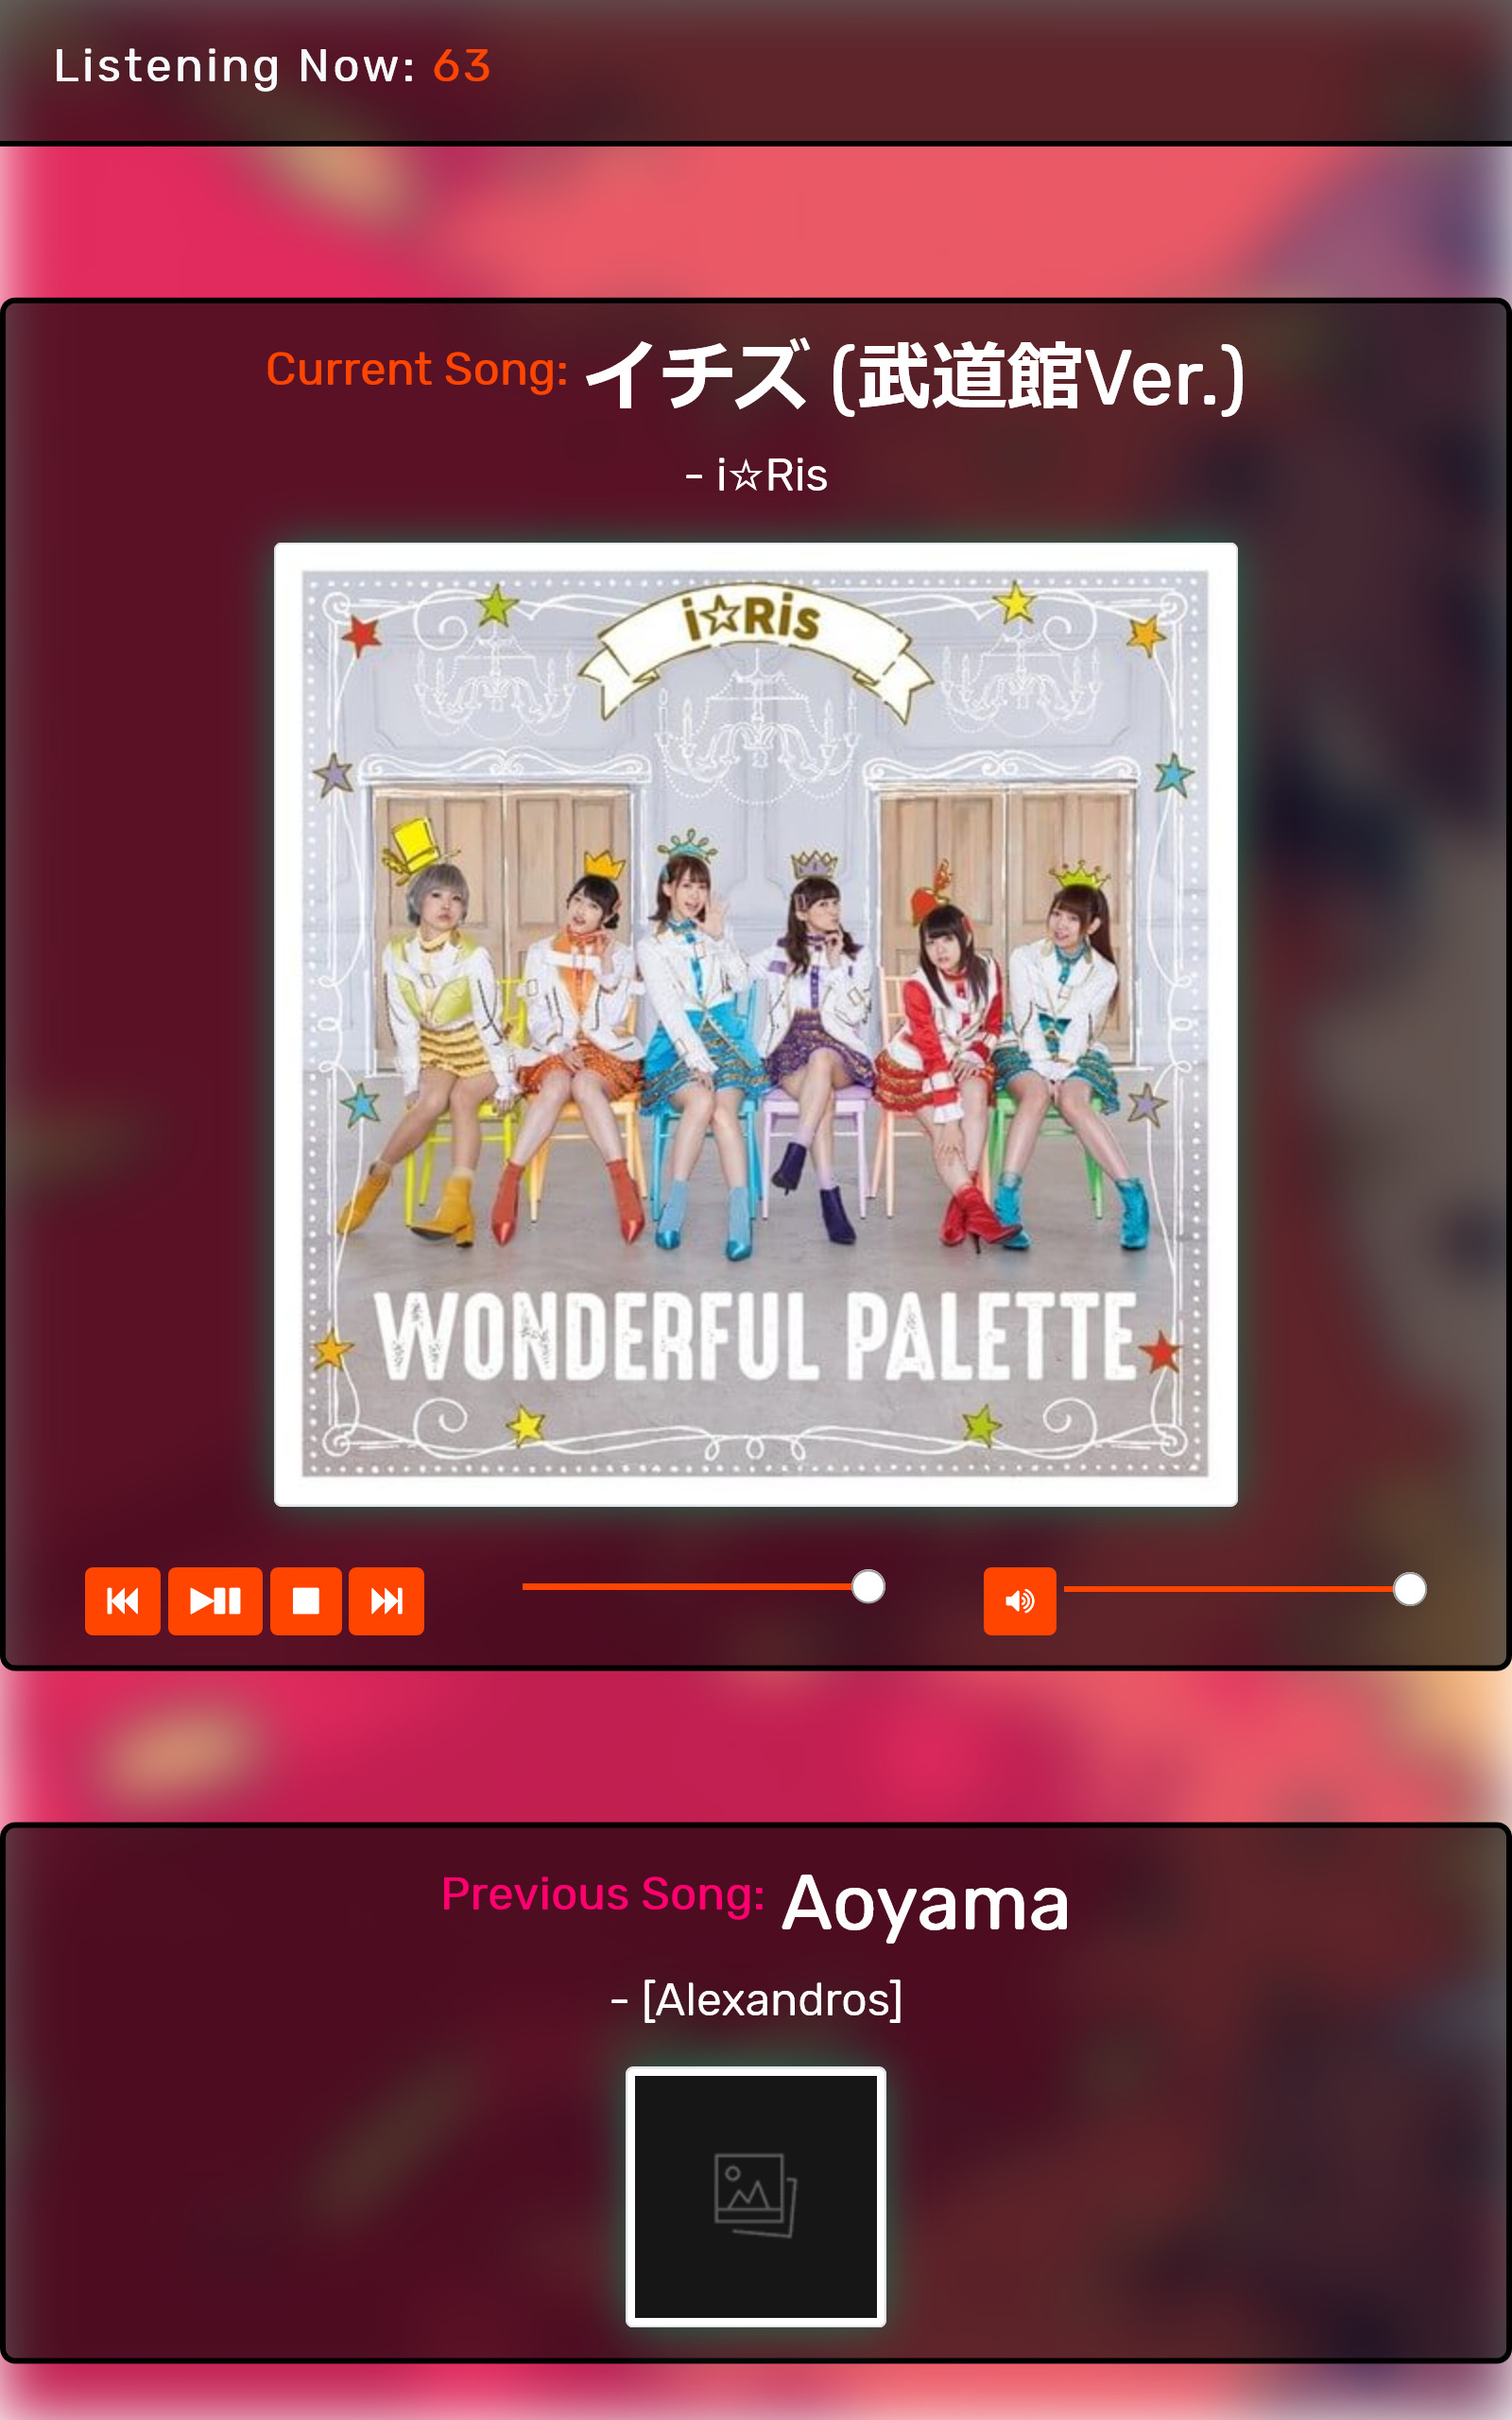 Listening Now: 63
Current Song: イチズ (武道館Ver.)
- i☆Ris
i☆Ris
WONDERFUL PALETTE
Previous Song: Aoyama
- [Alexandros]